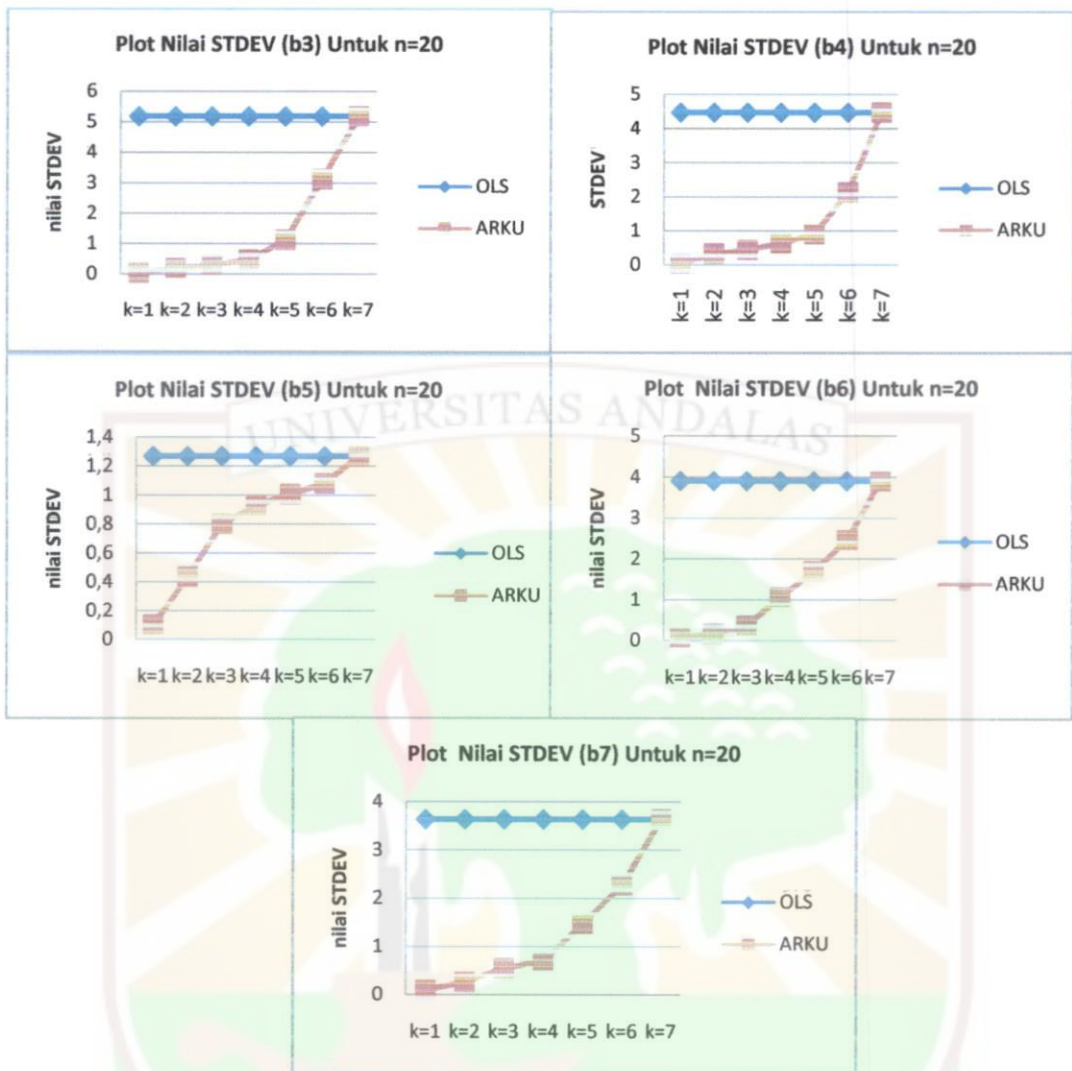 Plot Nilai STDEV (b3) Untuk n=20
nilai STDEV
6
5
4
3
2
1
0
k=1 k=2 k=3 k=4 k=5 k=6 k=7
OLS
ARKU
Plot Nilai STDEV (b4) Untuk n=20
STDEV
5
4
3
2
1
0
k=1
k=2
k=3
k=4
k=5
k=6
k=7
OLS
ARKU
UNIVERSITAS ANDALAS
Plot Nilai STDEV (b5) Untuk n=20
nilai STDEV
1,4
1,2
1
0,8
0,6
0,4
0,2
0
k=1 k=2 k=3 k=4 k=5 k=6 k=7
OLS
ARKU
Plot Nilai STDEV (b6) Untuk n=20
nilai STDEV
5
4
3
2
1
0
k=1 k=2 k=3 k=4 k=5 k=6 k=7
OLS
ARKU
Plot Nilai STDEV (b7) Untuk n=20
nilai STDEV
4
3
2
1
0
k=1 k=2 k=3 k=4 k=5 k=6 k=7
OLS
ARKU